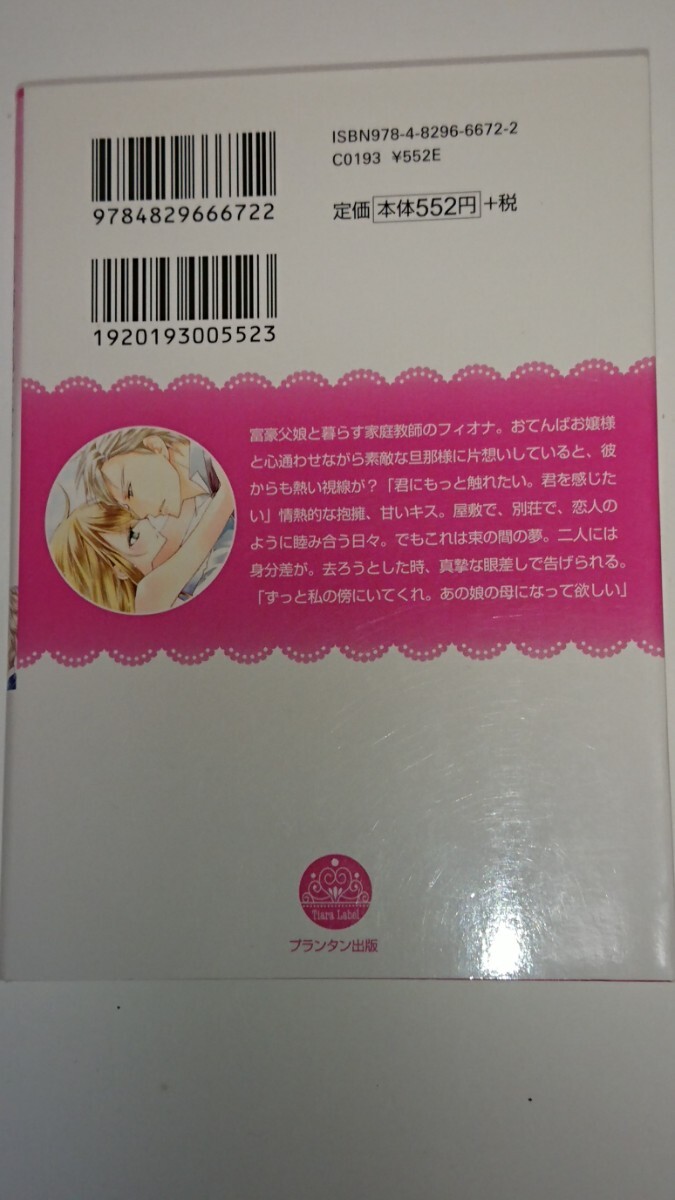 ISBN978-4-8296-6672-2
C0193 ¥552E
9784829666722
定価 本体552円 +税
1920193005523
富豪父娘と暮らす家庭教師のフィオナ。おてんばお嬢様
と心通わせながら素敵な旦那様に片想いしていると、彼
からも熱い視線が？「君にもっと触れたい。君を感じた
い」情熱的な抱擁、甘いキス。屋敷で、別荘で、恋人の
ように睦み合う日々。でもこれは束の間の夢。二人には
身分差が。去ろうとした時、真摯な眼差しで告げられる。
「ずっと私の傍にいてくれ。あの娘の母になって欲しい」
Tiara Label
プランタン出版